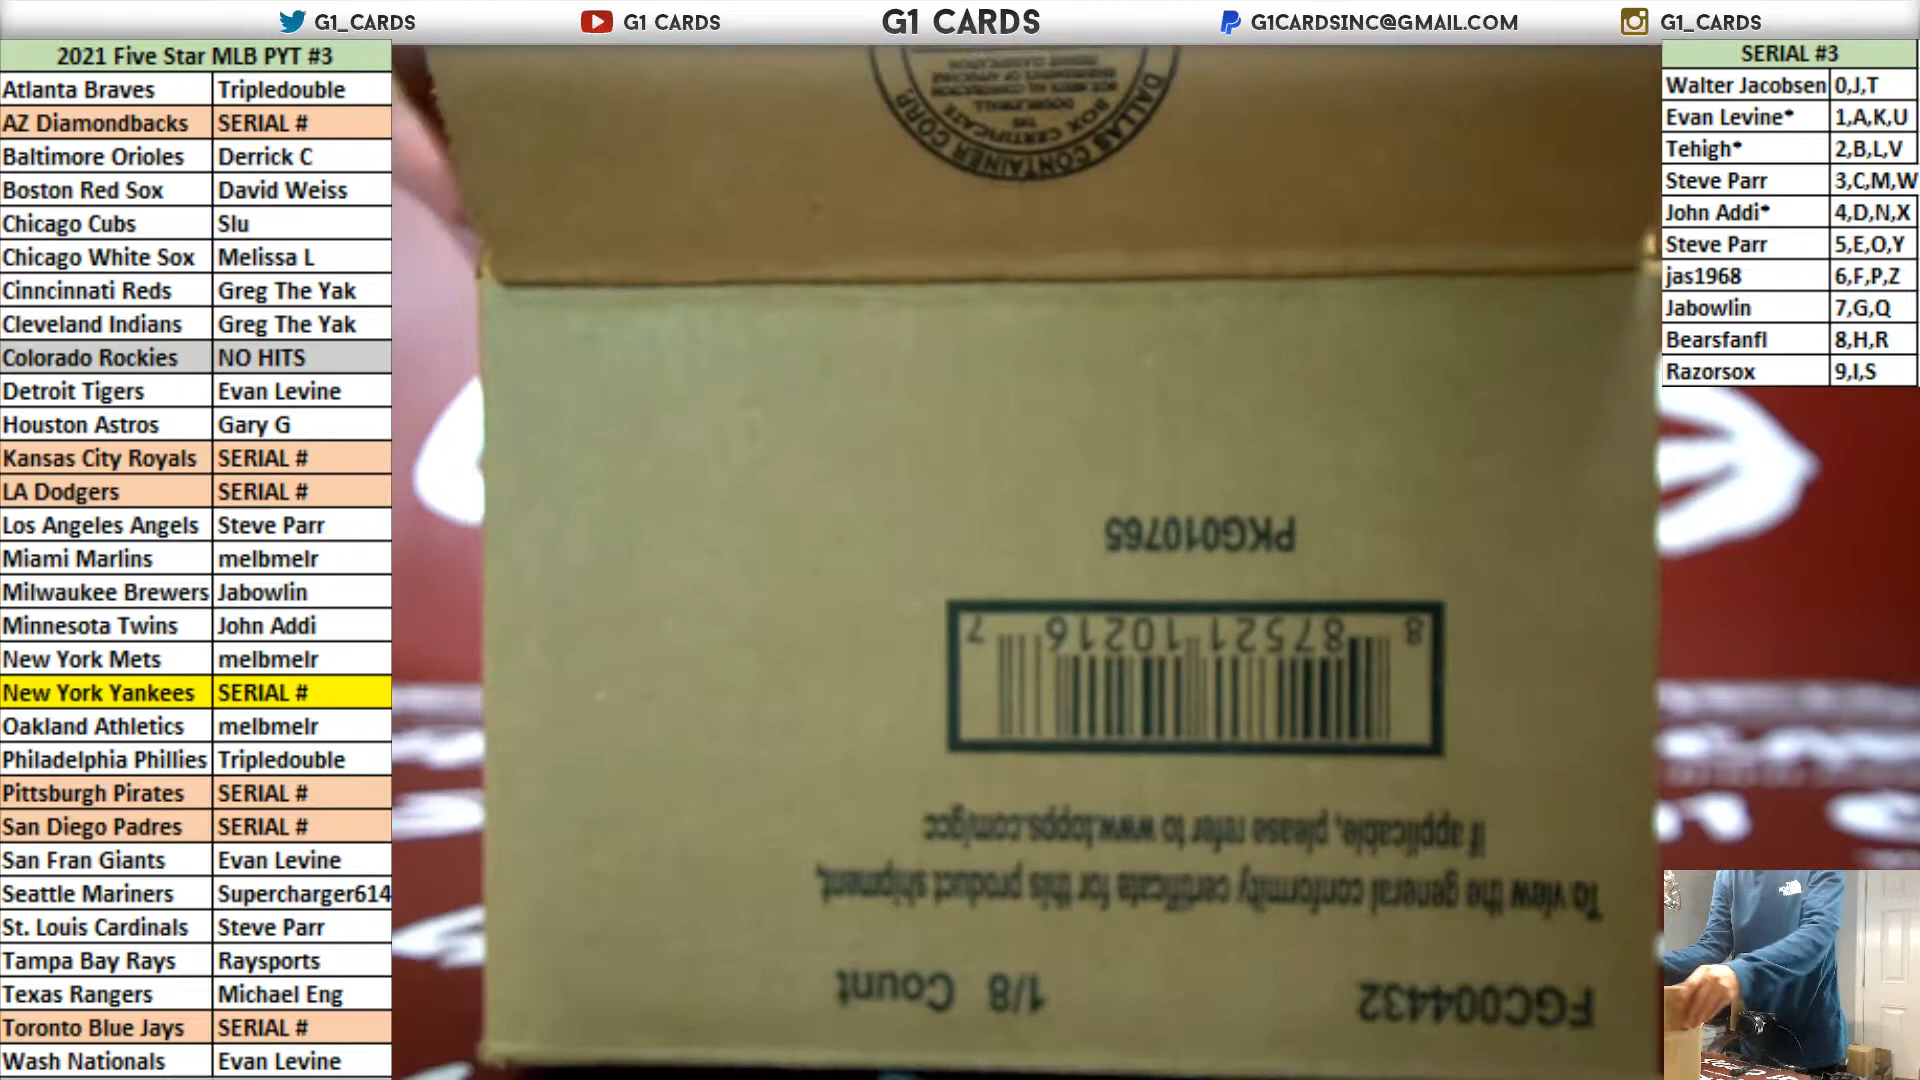 G1_CARDS
G1 CARDS
G1 CARDS
G1CARDSINC@GMAIL.COM
G1_CARDS
2021 Five Star MLB PYT #3
Atlanta Braves Tripledouble
AZ Diamondbacks SERIAL #
Baltimore Orioles Derrick C
Boston Red Sox David Weiss
Chicago Cubs Slu
Chicago White Sox Melissa L
Cinncinnati Reds Greg The Yak
Cleveland Indians Greg The Yak
Colorado Rockies NO HITS
Detroit Tigers Evan Levine
Houston Astros Gary G
Kansas City Royals SERIAL #
LA Dodgers SERIAL #
Los Angeles Angels Steve Parr
Miami Marlins melbmelr
Milwaukee Brewers Jabowlin
Minnesota Twins John Addi
New York Mets melbmelr
New York Yankees SERIAL #
Oakland Athletics melbmelr
Philadelphia Phillies Tripledouble
Pittsburgh Pirates SERIAL #
San Diego Padres SERIAL #
San Fran Giants Evan Levine
Seattle Mariners Supercharger614
St. Louis Cardinals Steve Parr
Tampa Bay Rays Raysports
Texas Rangers Michael Eng
Toronto Blue Jays SERIAL #
Wash Nationals Evan Levine
SERIAL #3
Walter Jacobsen 0,J,T
Evan Levine* 1,A,K,U
Tehigh* 2,B,L,V
Steve Parr 3,C,M,W
John Addi* 4,D,N,X
Steve Parr 5,E,O,Y
jas1968 6,F,P,Z
Jabowlin 7,G,Q
Bearsfanfl 8,H,R
Razorsox 9,I,S
FGC004432 1/8 Count
To view the general conformity certificate for this product shipment,
if applicable, please refer to www.topps.com/gcc
8 87521 10216 7
PKG010765
DALLAS CONTAINER CORP.
BOX CERTIFICATE
THE
DOUBLEWALL